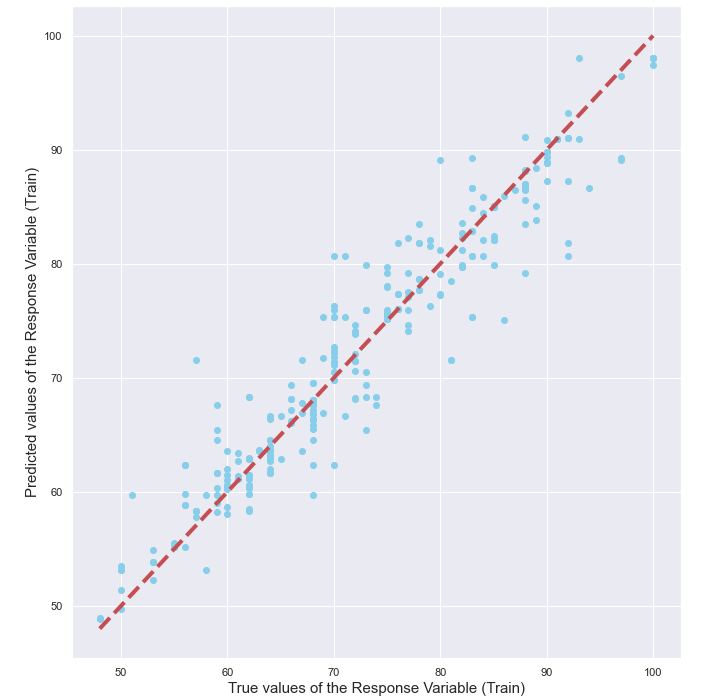 100
90
80
70
60
50
Predicted values of the Response Variable (Train)
50 60 70 80 90 100
True values of the Response Variable (Train)